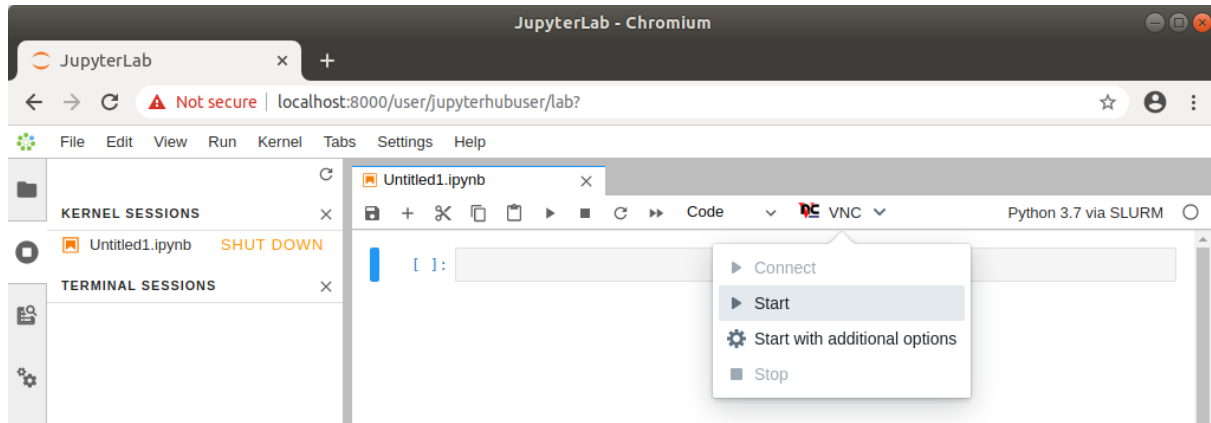 JupyterLab - Chromium
JupyterLab
Not secure | localhost:8000/user/jupyterhubuser/lab?
File Edit View Run Kernel Tabs Settings Help
Untitled1.ipynb
KERNEL SESSIONS
Code VNC Python 3.7 via SLURM
Untitled1.ipynb SHUT DOWN
[ ]:
TERMINAL SESSIONS
Connect
Start
Start with additional options
Stop